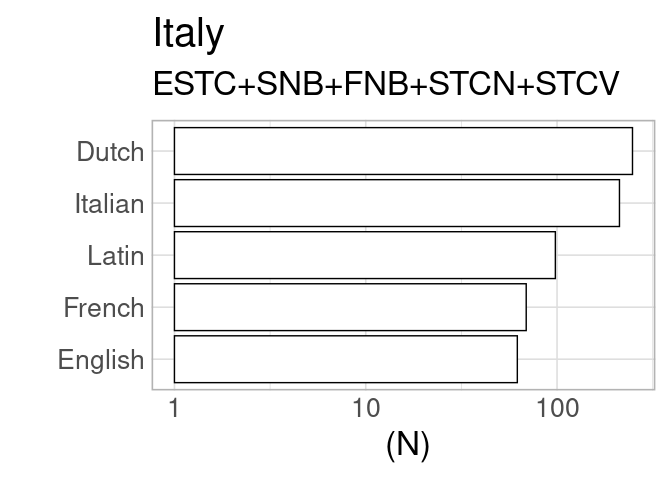 Italy
ESTC+SNB+FNB+STCN+STCV
Dutch
Italian
Latin
French
English
1 10 100
(N)